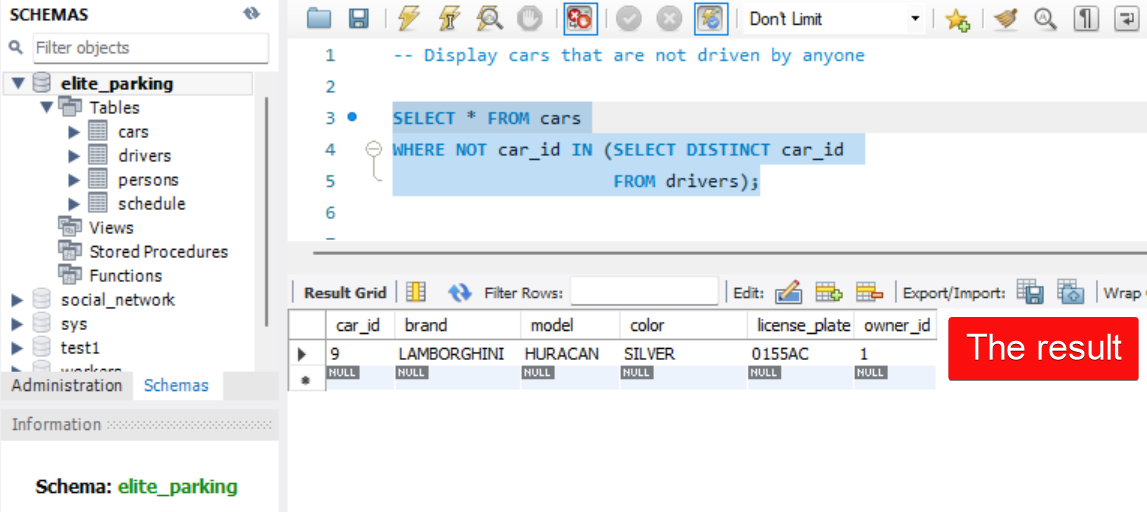 SCHEMAS
Filter objects
elite_parking
Tables
cars
drivers
persons
schedule
Views
Stored Procedures
Functions
social_network
sys
test1
workers
Administration Schemas
Information
Schema: elite_parking
Don't Limit
1 -- Display cars that are not driven by anyone
2
3 SELECT * FROM cars
4 WHERE NOT car_id IN (SELECT DISTINCT car_id
5 FROM drivers);
6
Result Grid Filter Rows: Edit: Export/Import: Wrap
car_id brand model color license_plate owner_id
9 LAMBORGHINI HURACAN SILVER 0155AC 1
NULL NULL NULL NULL NULL NULL
The result